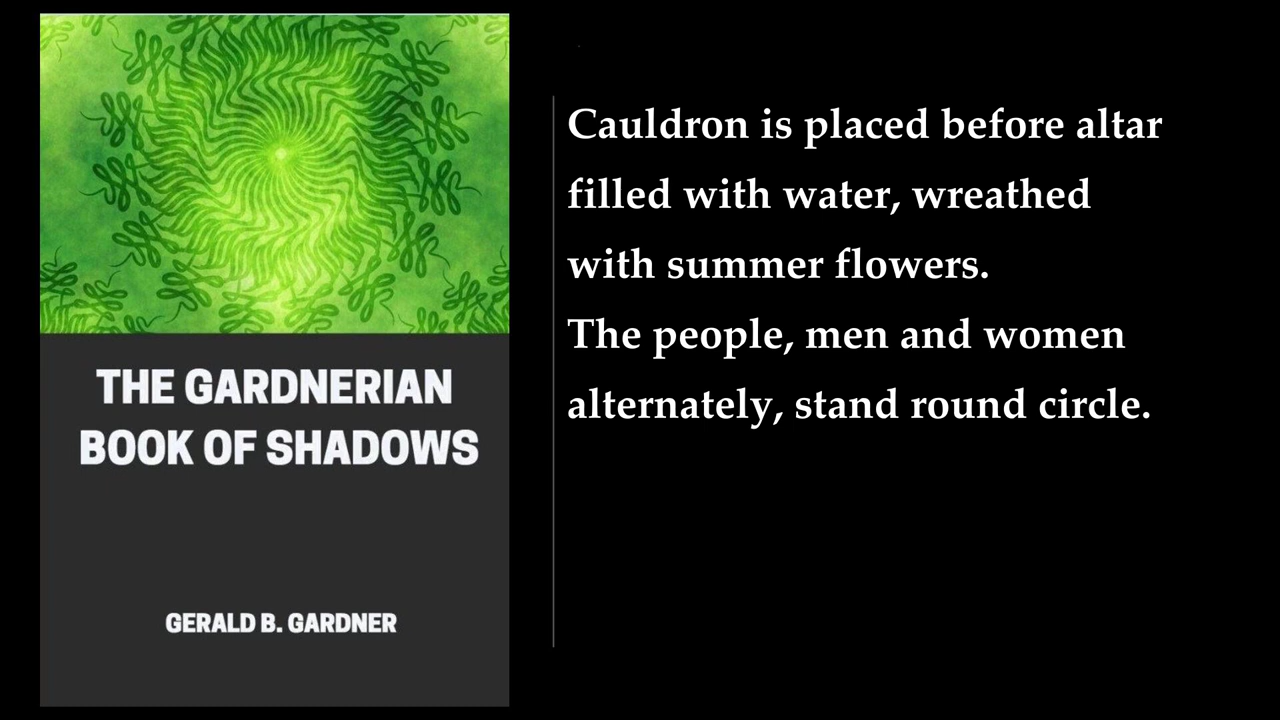 THE GARDNERIAN
BOOK OF SHADOWS
GERALD B. GARDNER
Cauldron is placed before altar
filled with water, wreathed
with summer flowers.
The people, men and women
alternately, stand round circle.